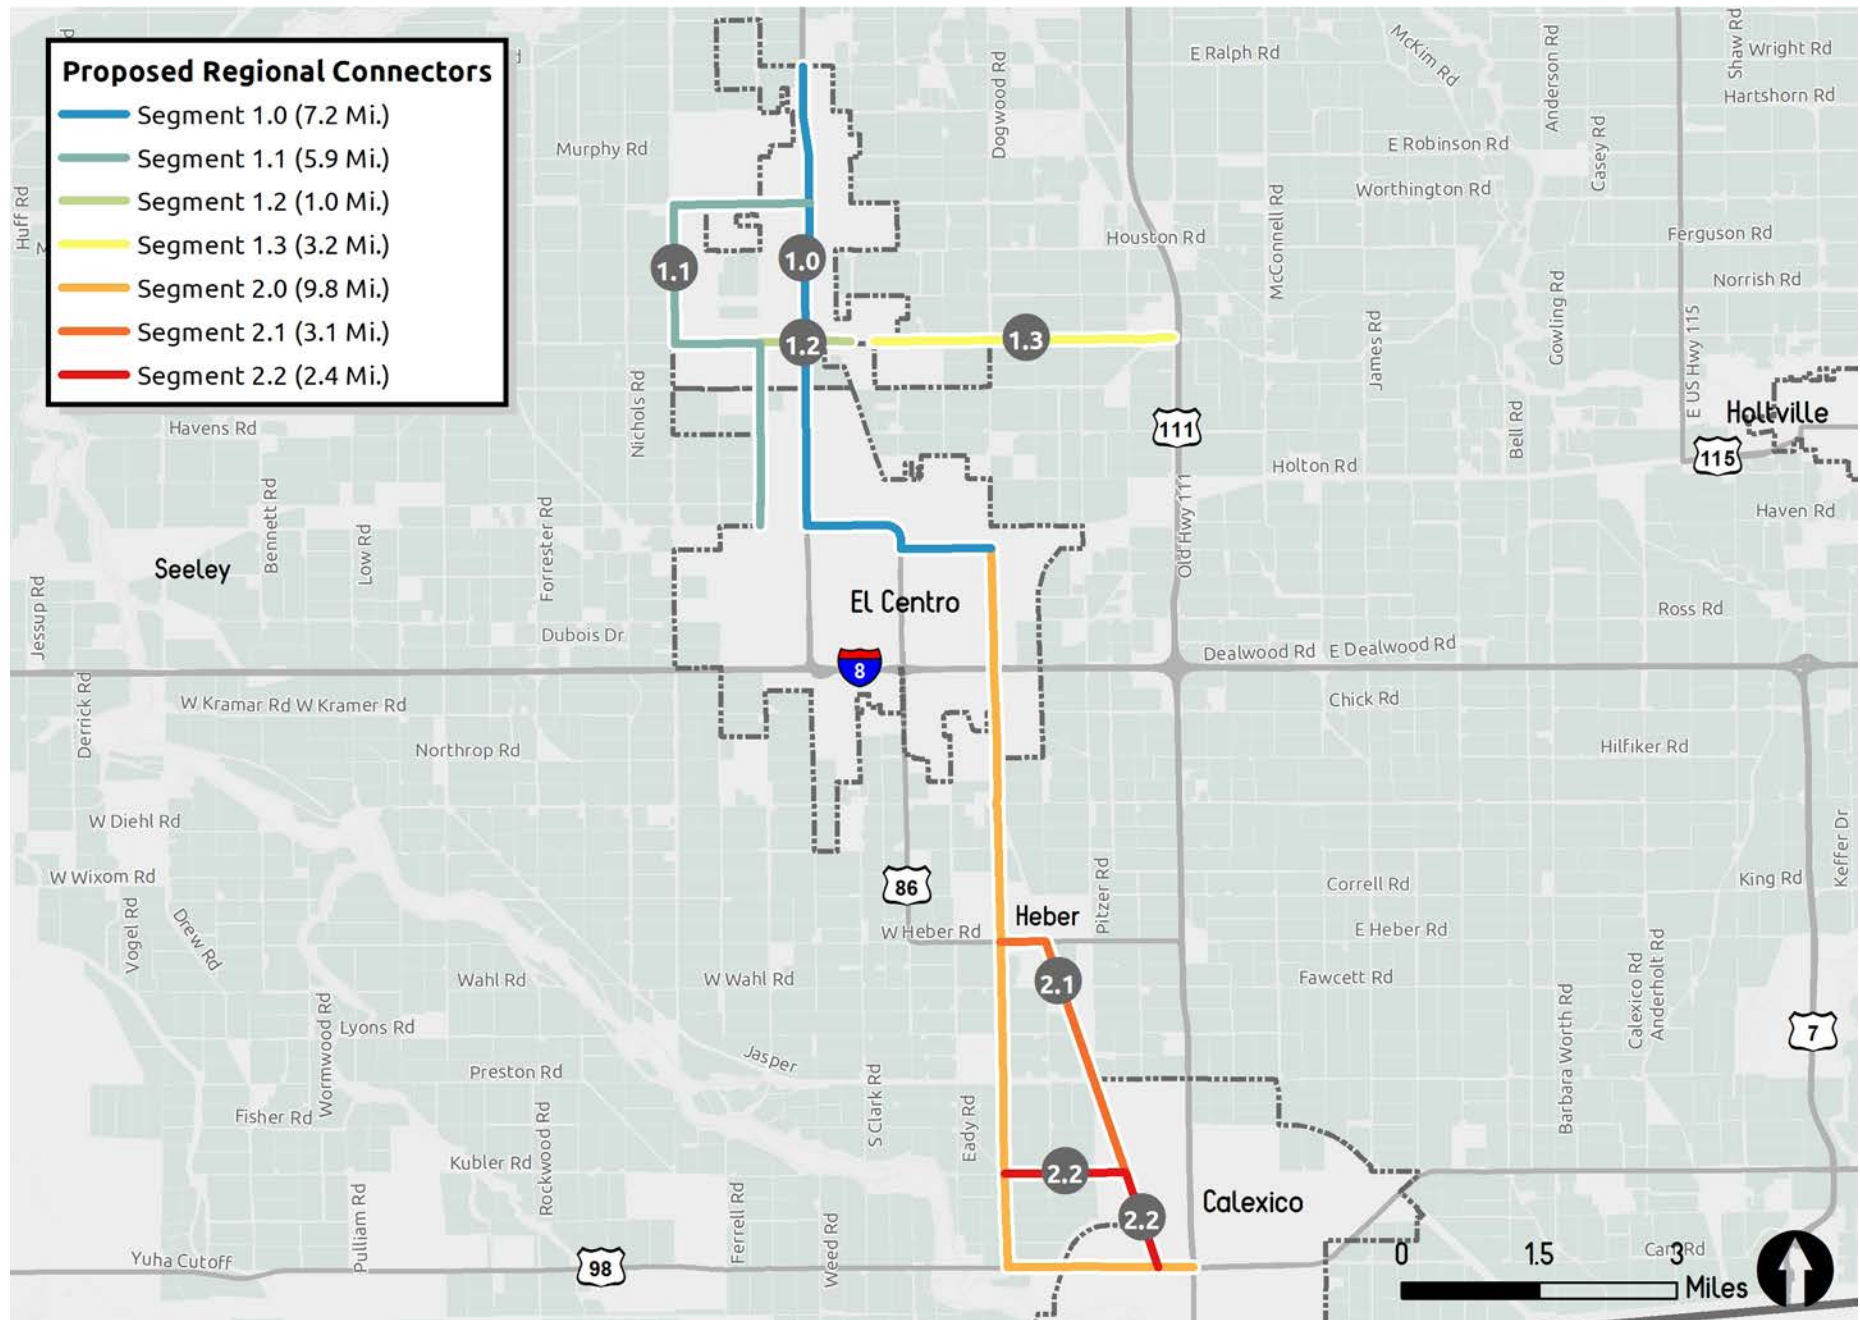 Proposed Regional Connectors
Segment 1.0 (7.2 Mi.)
Segment 1.1 (5.9 Mi.)
Segment 1.2 (1.0 Mi.)
Segment 1.3 (3.2 Mi.)
Segment 2.0 (9.8 Mi.)
Segment 2.1 (3.1 Mi.)
Segment 2.2 (2.4 Mi.)
E Ralph Rd
McKim Rd
Anderson Rd
Shaw Rd
Wright Rd
Hartshorn Rd
Dogwood Rd
Murphy Rd
E Robinson Rd
Casey Rd
Worthington Rd
McConnell Rd
Huff Rd
Houston Rd
Ferguson Rd
Norrish Rd
1.1
1.0
1.2
1.3
Gowling Rd
James Rd
E US Hwy 115
Nichols Rd
Havens Rd
111
Holtville
Bell Rd
115
Holton Rd
Haven Rd
Bennett Rd
Low Rd
Forrester Rd
Old Hwy 111
Seeley
El Centro
Jessup Rd
Dubois Dr
Ross Rd
8
Dealwood Rd
E Dealwood Rd
Derrick Rd
W Kramar Rd
W Kramer Rd
Chick Rd
Northrop Rd
Hilfiker Rd
W Diehl Rd
Keffer Dr
W Wixom Rd
86
Pitzer Rd
Correll Rd
King Rd
Vogel Rd
Drew Rd
Heber
W Heber Rd
E Heber Rd
Wahl Rd
W Wahl Rd
2.1
Fawcett Rd
Calexico Rd
Anderholt Rd
Wormwood Rd
Lyons Rd
7
Jasper
Preston Rd
Barbara Worth Rd
Fisher Rd
Rockwood Rd
S Clark Rd
Eady Rd
Kubler Rd
2.2
2.2
Calexico
Pulliam Rd
Ferrell Rd
Weed Rd
Yuha Cutoff
98
0
1.5
3
Miles